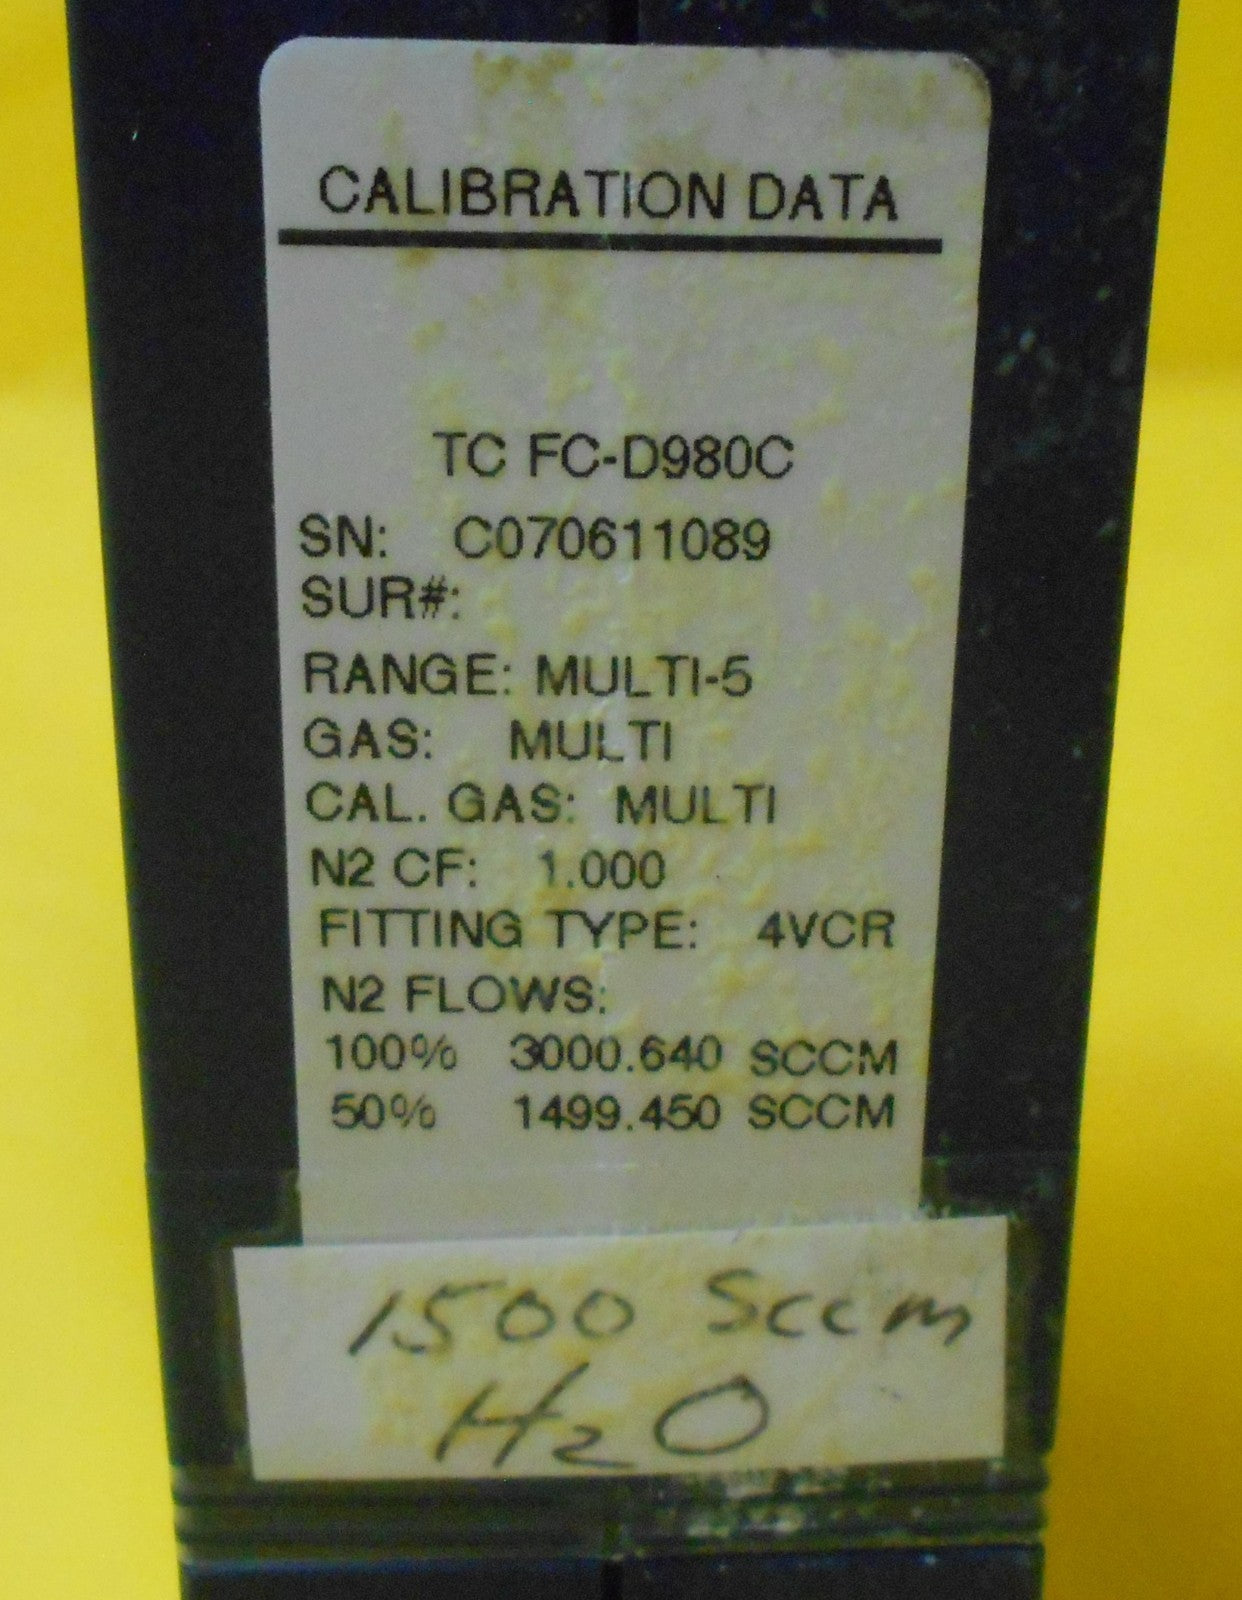 CALIBRATION DATA
TC FC-D980C
SN: C070611089
SUR#:
RANGE: MULTI-5
GAS: MULTI
CAL. GAS: MULTI
N2 CF: 1.000
FITTING TYPE: 4VCR
N2 FLOWS:
100% 3000.640 SCCM
50% 1499.450 SCCM
1500 Sccm
H2O